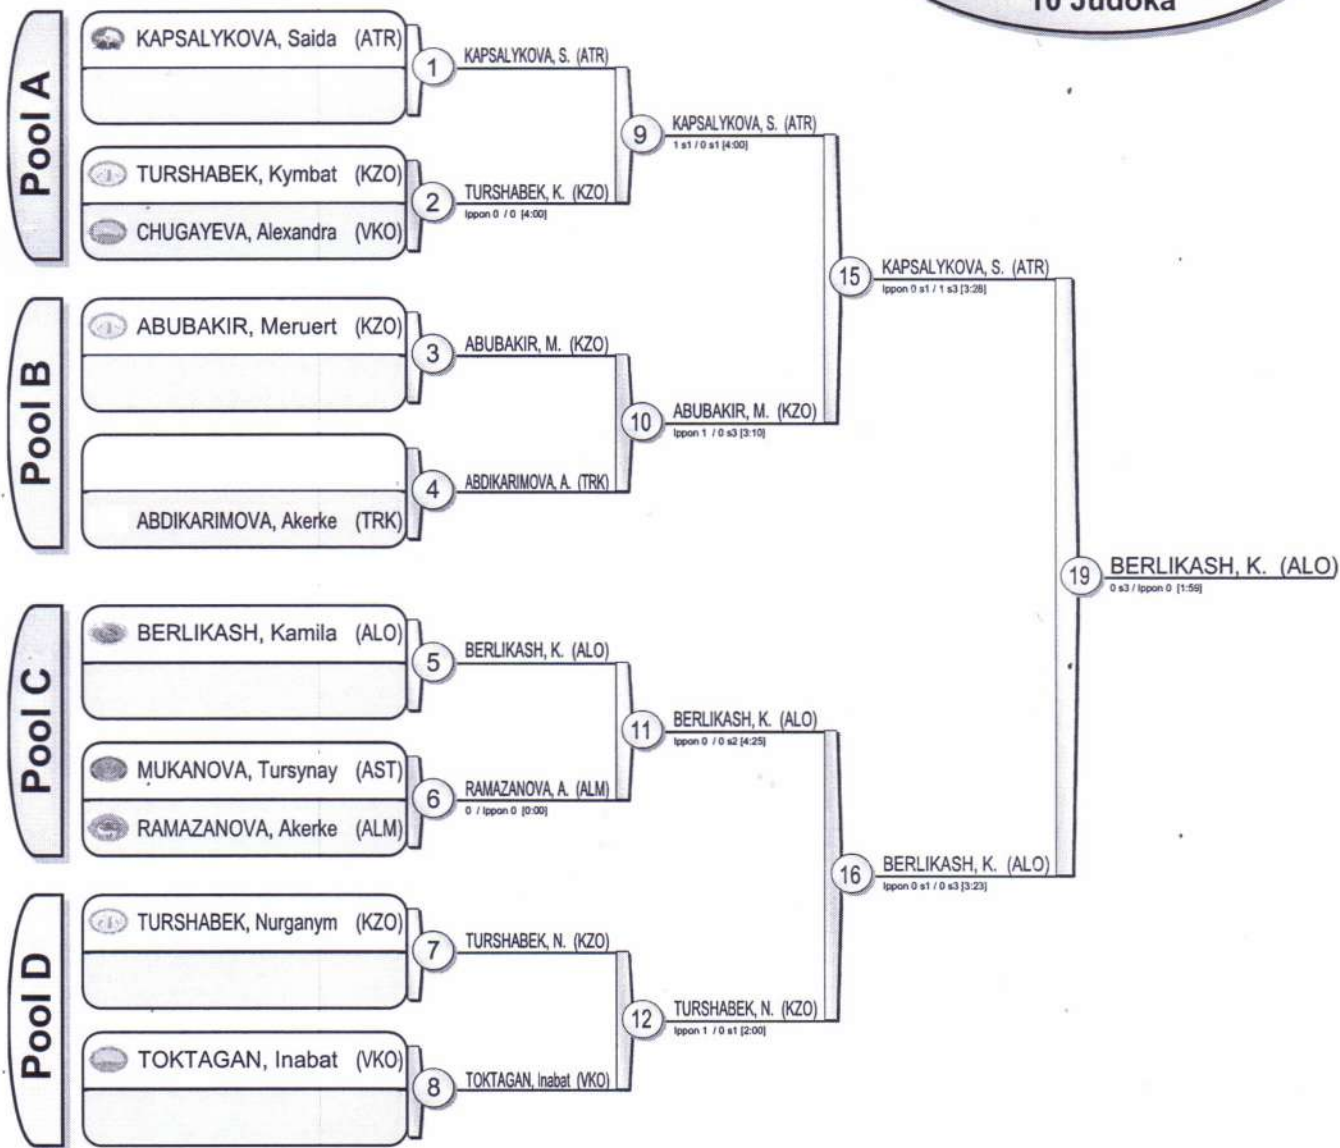 10 Judoka
Pool A
KAPSALYKOVA, Saida (ATR)
1
KAPSALYKOVA, S. (ATR)
TURSHABEK, Kymbat (KZO)
CHUGAYEVA, Alexandra (VKO)
2
TURSHABEK, K. (KZO)
Ippon 0 / 0 [4:00]
9
KAPSALYKOVA, S. (ATR)
1 s1 / 0 s1 [4:00]
Pool B
ABUBAKIR, Meruert (KZO)
3
ABUBAKIR, M. (KZO)
4
ABDIKARIMOVA, A. (TRK)
ABDIKARIMOVA, Akerke (TRK)
10
ABUBAKIR, M. (KZO)
Ippon 1 / 0 s3 [3:10]
15
KAPSALYKOVA, S. (ATR)
Ippon 0 s1 / 1 s3 [3:28]
Pool C
BERLIKASH, Kamila (ALO)
5
BERLIKASH, K. (ALO)
MUKANOVA, Tursynay (AST)
RAMAZANOVA, Akerke (ALM)
6
RAMAZANOVA, A. (ALM)
0 / Ippon 0 [0:00]
11
BERLIKASH, K. (ALO)
Ippon 0 / 0 s2 [4:25]
Pool D
TURSHABEK, Nurganym (KZO)
7
TURSHABEK, N. (KZO)
TOKTAGAN, Inabat (VKO)
8
TOKTAGAN, Inabat (VKO)
12
TURSHABEK, N. (KZO)
Ippon 1 / 0 s1 [2:00]
16
BERLIKASH, K. (ALO)
Ippon 0 s1 / 0 s3 [3:23]
19
BERLIKASH, K. (ALO)
0 s3 / Ippon 0 [1:59]